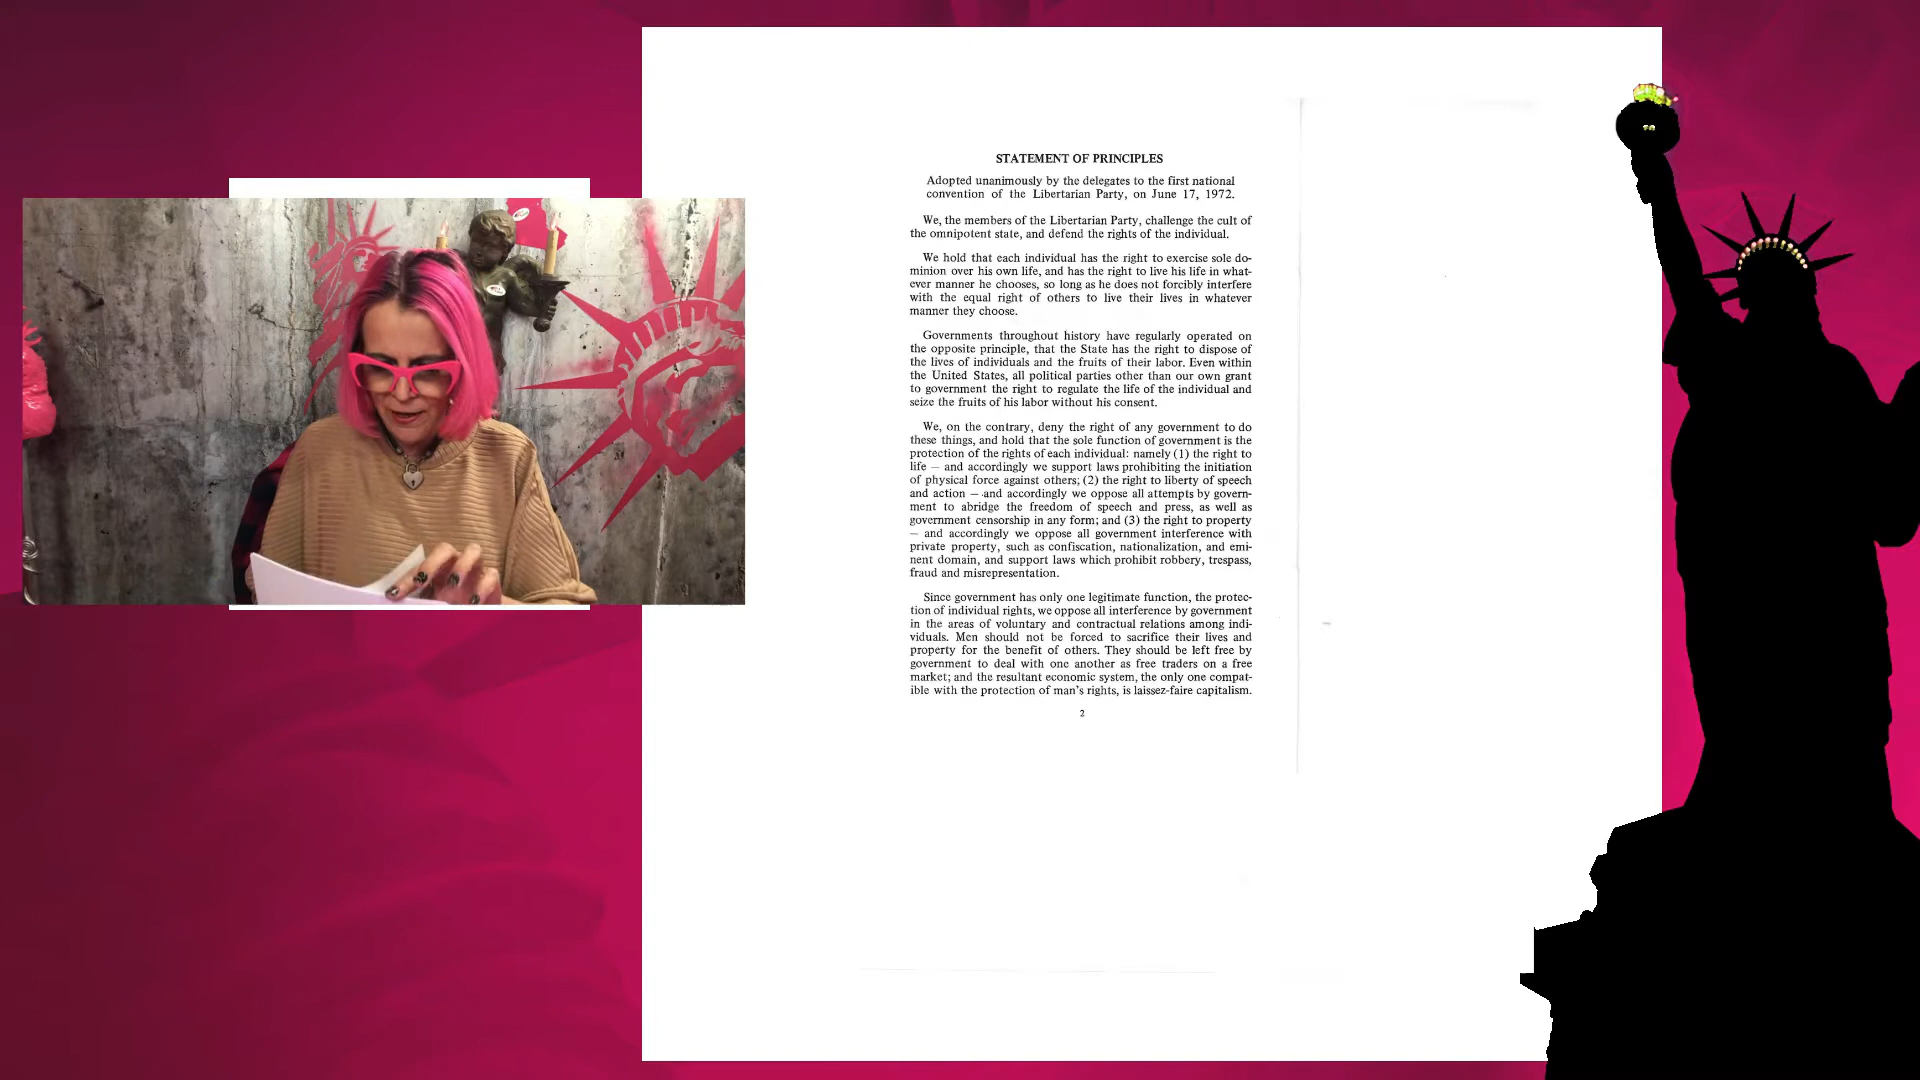 STATEMENT OF PRINCIPLES
Adopted unanimously by the delegates to the first national
convention of the Libertarian Party, on June 17, 1972.
We, the members of the Libertarian Party, challenge the cult of
the omnipotent state, and defend the rights of the individual.
We hold that each individual has the right to exercise sole do-
minion over his own life, and has the right to live his life in what-
ever manner he chooses, so long as he does not forcibly interfere
with the equal right of others to live their lives in whatever
manner they choose.
Governments throughout history have regularly operated on
the opposite principle, that the State has the right to dispose of
the lives of individuals and the fruits of their labor. Even within
the United States, all political parties other than our own grant
to government the right to regulate the life of the individual and
seize the fruits of his labor without his consent.
We, on the contrary, deny the right of any government to do
these things, and hold that the sole function of government is the
protection of the rights of each individual: namely (1) the right to
life — and accordingly we support laws prohibiting the initiation
of physical force against others; (2) the right to liberty of speech
and action — and accordingly we oppose all attempts by govern-
ment to abridge the freedom of speech and press, as well as
government censorship in any form; and (3) the right to property
— and accordingly we oppose all government interference with
private property, such as confiscation, nationalization, and emi-
nent domain, and support laws which prohibit robbery, trespass,
fraud and misrepresentation.
Since government has only one legitimate function, the protec-
tion of individual rights, we oppose all interference by government
in the areas of voluntary and contractual relations among indi-
viduals. Men should not be forced to sacrifice their lives and
property for the benefit of others. They should be left free by
government to deal with one another as free traders on a free
market; and the resultant economic system, the only one compat-
ible with the protection of man's rights, is laissez-faire capitalism.
2